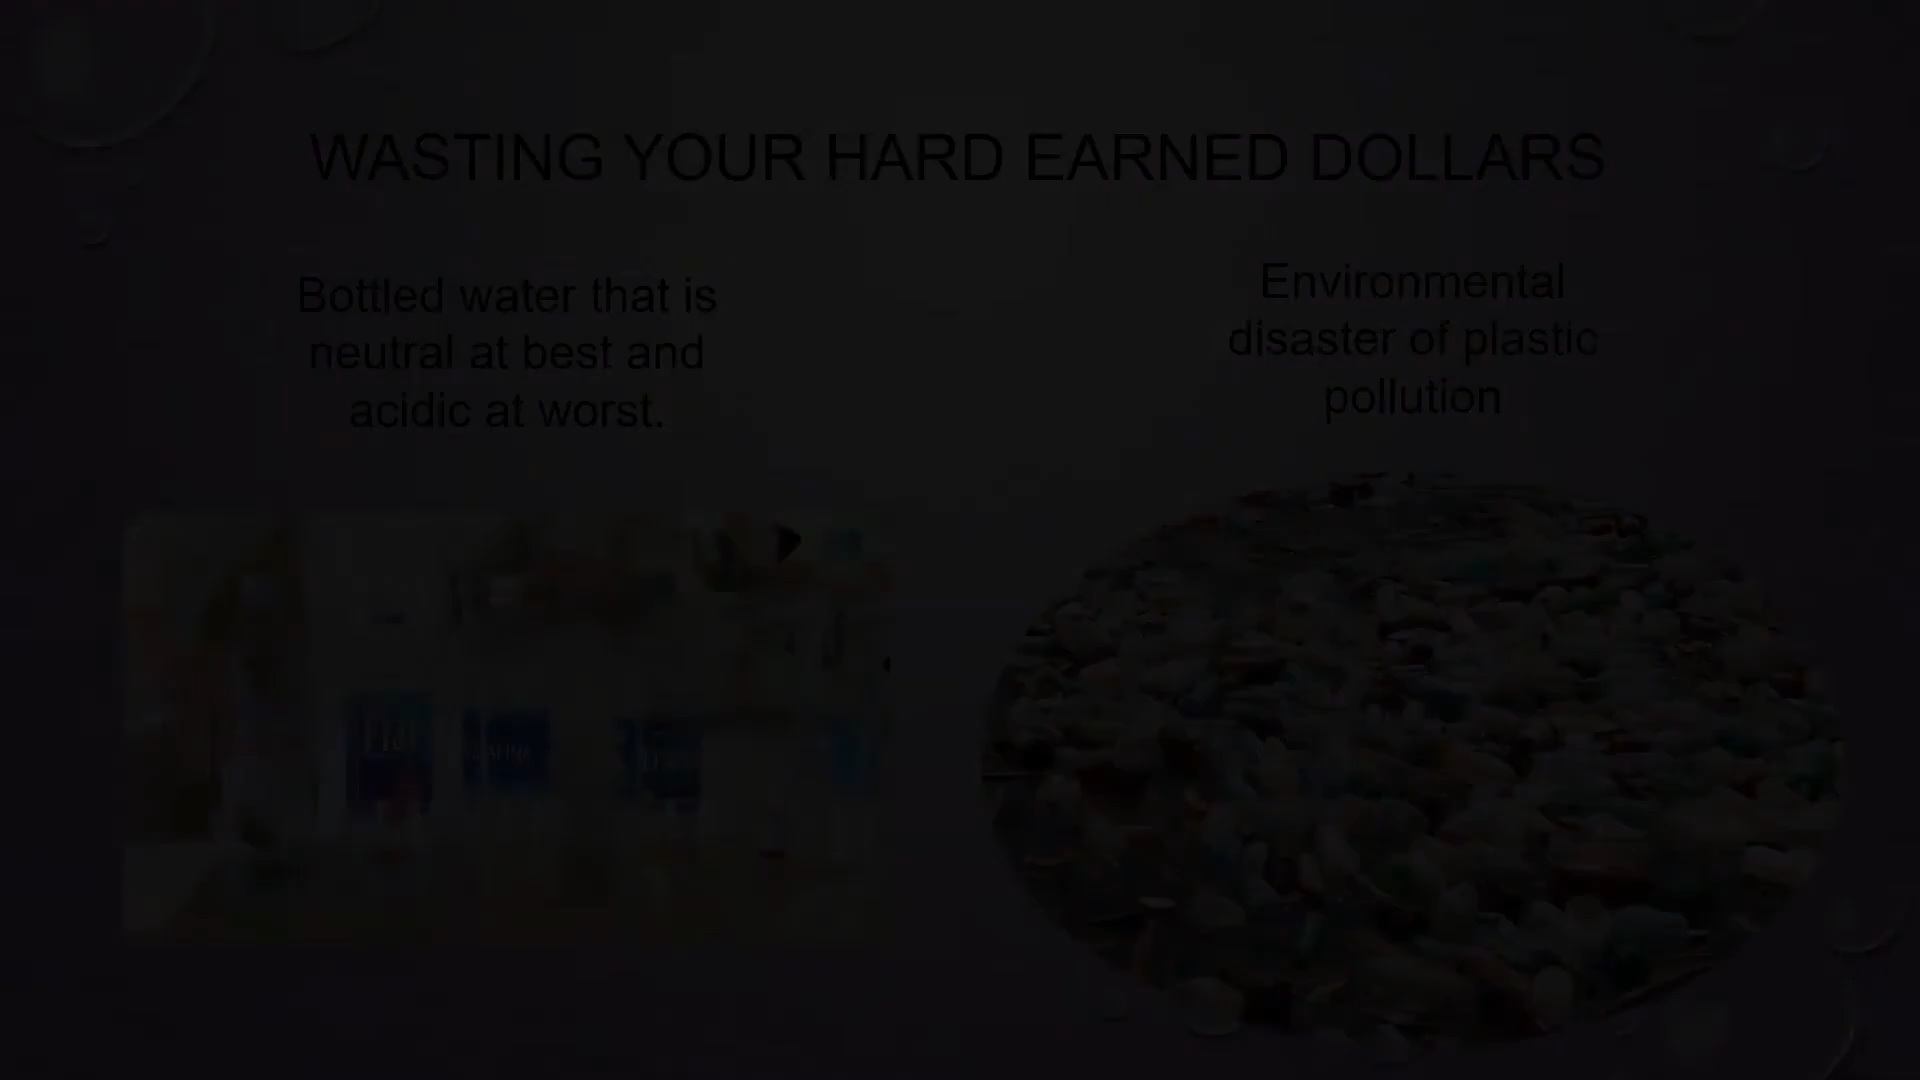 WASTING YOUR HARD EARNED DOLLARS
Bottled water that is
neutral at best and
acidic at worst.
Environmental
disaster of plastic
pollution